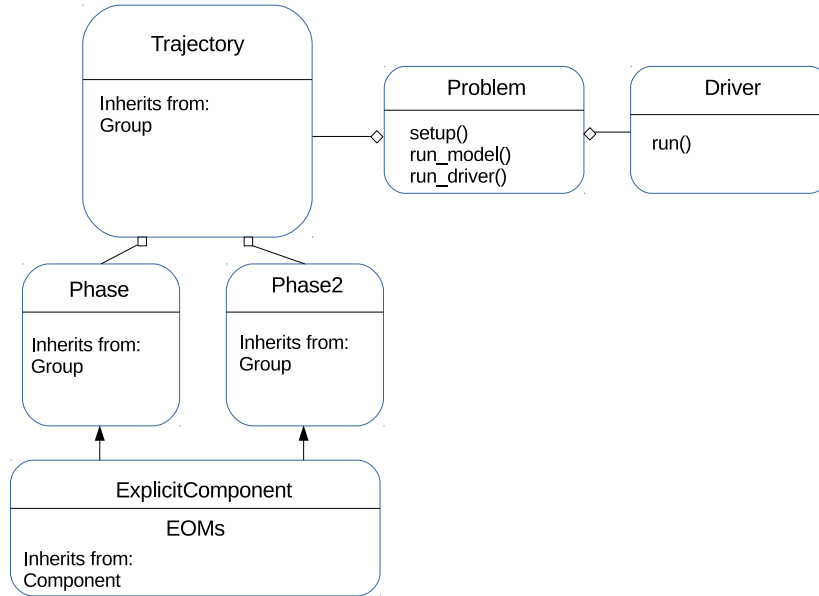 Trajectory
Inherits from:
Group
Problem
setup()
run_model()
run_driver()
Driver
run()
Phase
Inherits from:
Group
Phase2
Inherits from:
Group
ExplicitComponent
EOMs
Inherits from:
Component